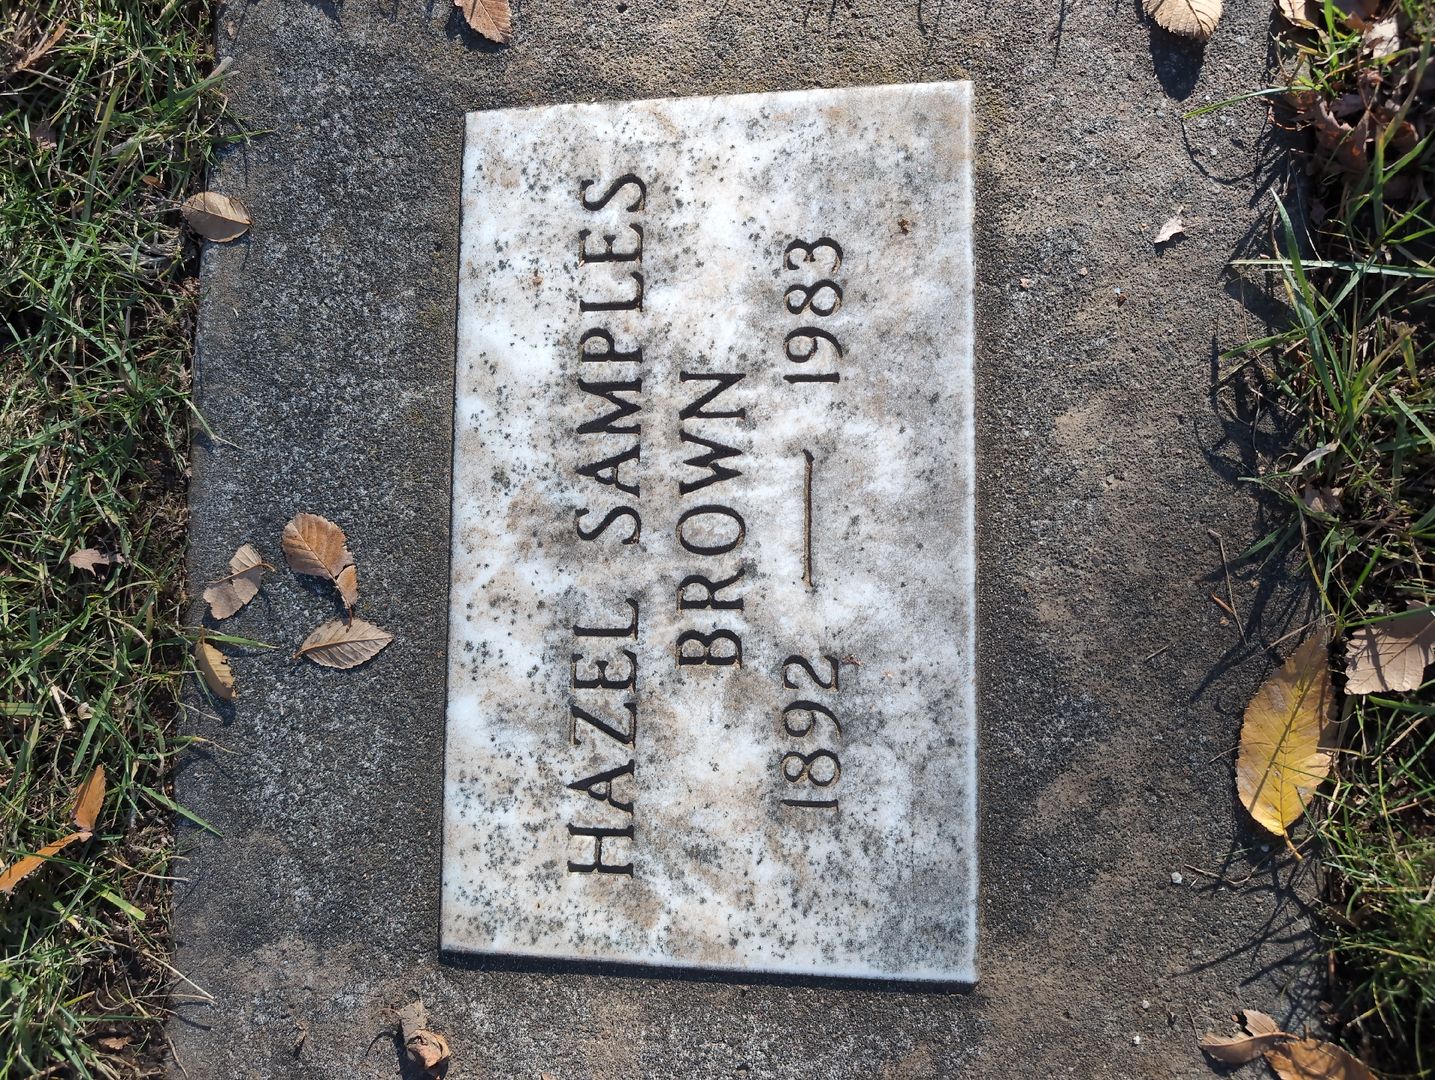 HAZEL SAMPLES
BROWN
1892 — 1983